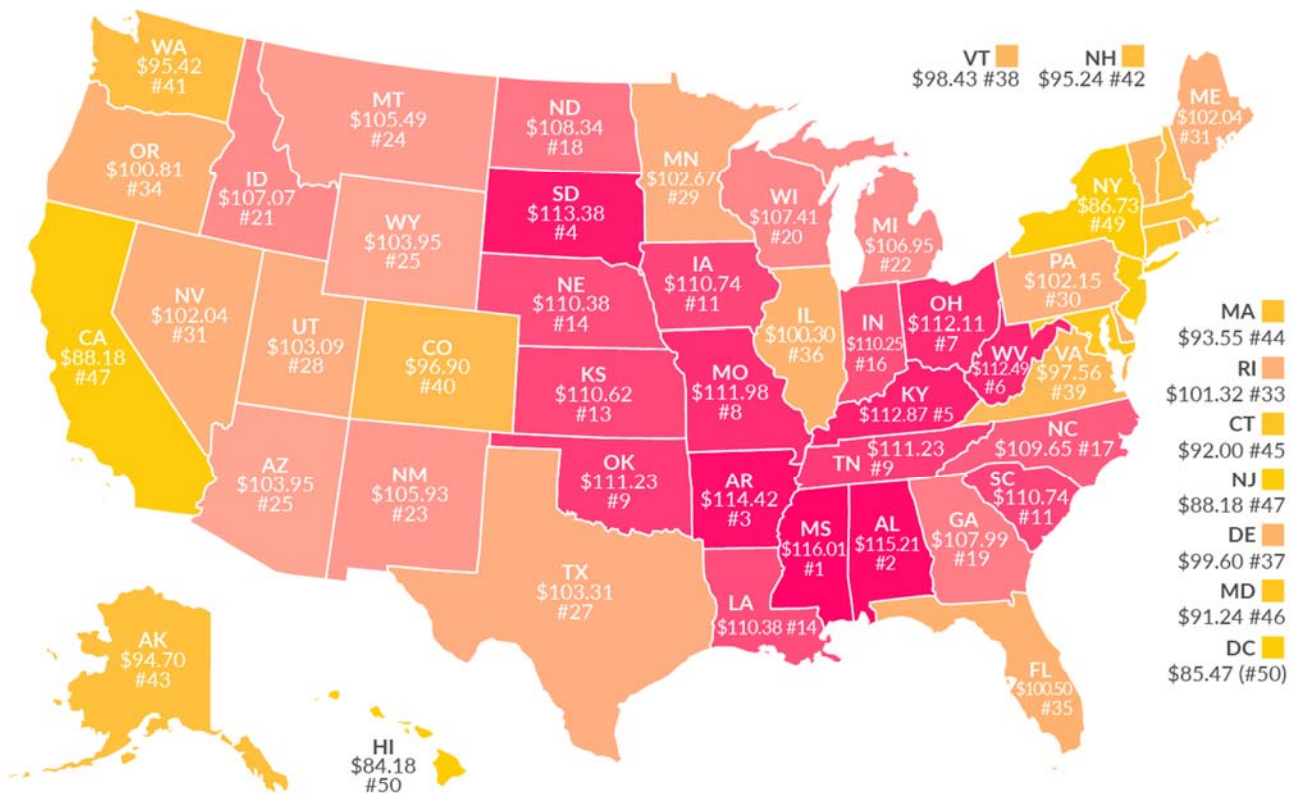 WA
$95.42
#41
OR
$100.81
#34
CA
$88.18
#47
NV
$102.04
#31
ID
$107.07
#21
MT
$105.49
#24
WY
$103.95
#25
UT
$103.09
#28
CO
$96.90
#40
AZ
$103.95
#25
NM
$105.93
#23
ND
$108.34
#18
SD
$113.38
#4
NE
$110.38
#14
KS
$110.62
#13
OK
$111.23
#9
TX
$103.31
#27
MN
$102.67
#29
IA
$110.74
#11
MO
$111.98
#8
AR
$114.42
#3
LA
$110.38 #14
WI
$107.41
#20
IL
$100.30
#36
MI
$106.95
#22
IN
$110.25
#16
OH
$112.11
#7
KY
$112.87 #5
WV
$112.49
#6
VA
$97.56
#39
TN
$111.23
#9
NC
$109.65 #17
SC
$110.74
#11
MS
$116.01
#1
AL
$115.21
#2
GA
$107.99
#19
FL
$100.50
#35
PA
$102.15
#30
NY
$86.73
#49
ME
$102.04
#31
VT
$98.43 #38
NH
$95.24 #42
MA
$93.55 #44
RI
$101.32 #33
CT
$92.00 #45
NJ
$88.18 #47
DE
$99.60 #37
MD
$91.24 #46
DC
$85.47 (#50)
AK
$94.70
#43
HI
$84.18
#50